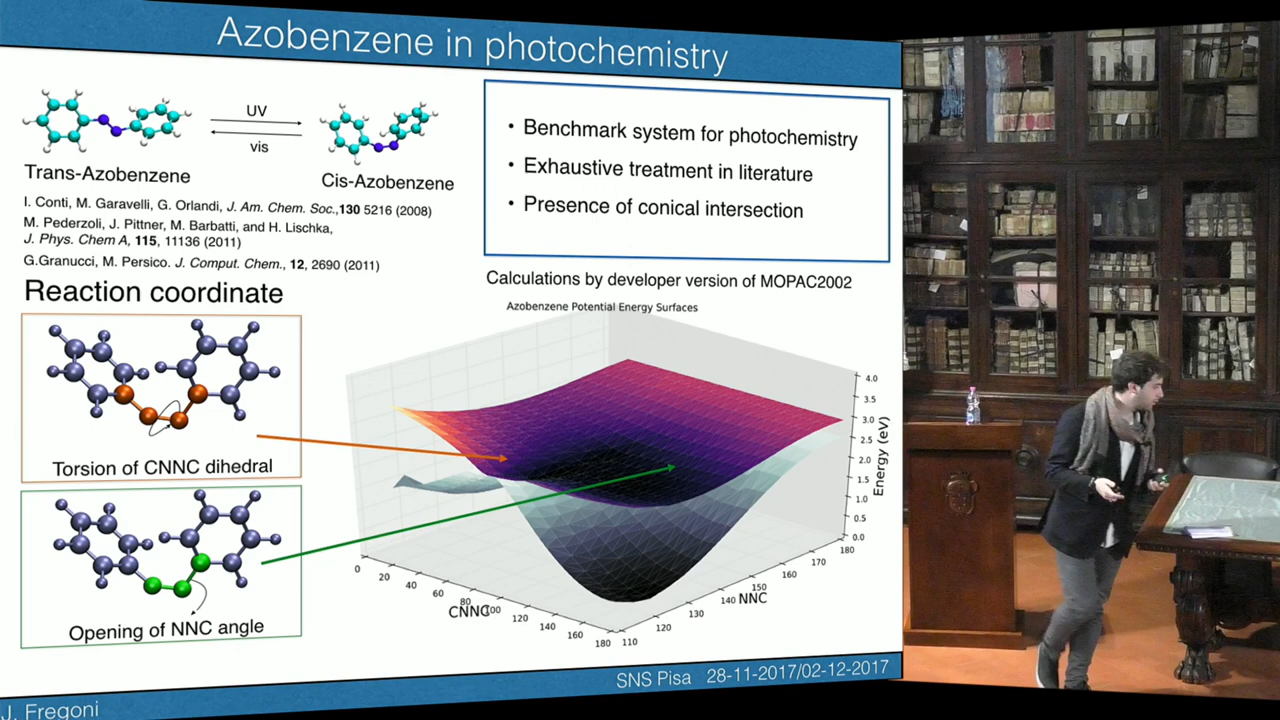 Azobenzene in photochemistry
UV
vis
Trans-Azobenzene
Cis-Azobenzene
I. Conti, M. Garavelli, G. Orlandi, J. Am. Chem. Soc.,130 5216 (2008)
M. Pederzoli, J. Pittner, M. Barbatti, and H. Lischka,
J. Phys. Chem A, 115, 11136 (2011)
G.Granucci, M. Persico. J. Comput. Chem., 12, 2690 (2011)
• Benchmark system for photochemistry
• Exhaustive treatment in literature
• Presence of conical intersection
Calculations by developer version of MOPAC2002
Reaction coordinate
Torsion of CNNC dihedral
Opening of NNC angle
Azobenzene Potential Energy Surfaces
4.0
3.5
3.0
2.5
2.0
1.5
1.0
0.5
0.0
Energy (eV)
0
20
40
60
80
100
120
140
160
180
CNNC
110
120
130
140
150
160
170
180
NNC
SNS Pisa 28-11-2017/02-12-2017
J. Fregoni